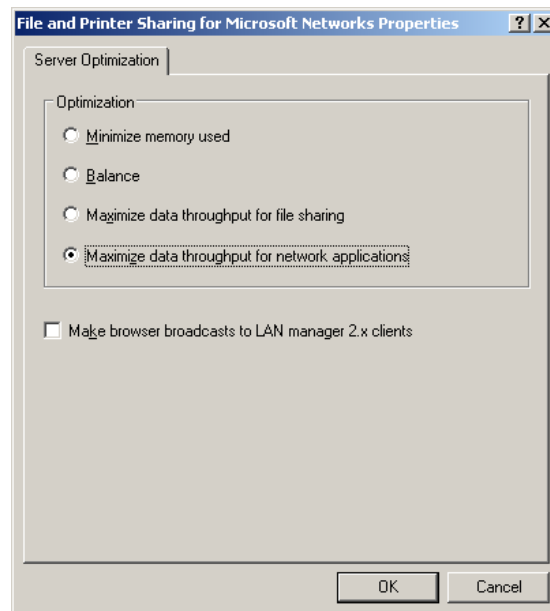 File and Printer Sharing for Microsoft Networks Properties
Server Optimization
Optimization
Minimize memory used
Balance
Maximize data throughput for file sharing
Maximize data throughput for network applications
Make browser broadcasts to LAN manager 2.x clients
OK Cancel